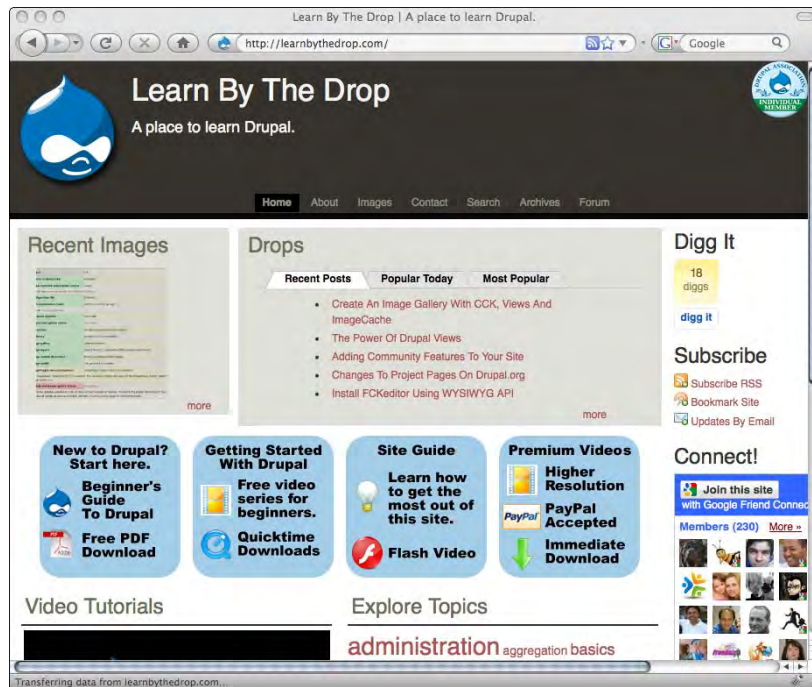 Learn By The Drop | A place to learn Drupal.
http://learnbythedrop.com/
Google
Learn By The Drop
A place to learn Drupal.
DRUPAL ASSOCIATION
INDIVIDUAL
MEMBER
Home About Images Contact Search Archives Forum
Recent Images
more
Drops
Recent Posts Popular Today Most Popular
Create An Image Gallery With CCK, Views And
ImageCache
The Power Of Drupal Views
Adding Community Features To Your Site
Changes To Project Pages On Drupal.org
Install FCKeditor Using WYSIWYG API
more
Digg It
18
diggs
digg it
Subscribe
Subscribe RSS
Bookmark Site
Updates By Email
Connect!
Join this site
with Google Friend Connec
Members (230) More »
New to Drupal?
Start here.
Beginner's
Guide
To Drupal
PDF
Free PDF
Download
Getting Started
With Drupal
Free video
series for
beginners.
Quicktime
Downloads
Site Guide
Learn how
to get the
most out of
this site.
Flash Video
Premium Videos
Higher
Resolution
PayPal
PayPal
Accepted
Immediate
Download
Video Tutorials
Explore Topics
administration aggregation basics
Transferring data from learnbythedrop.com...